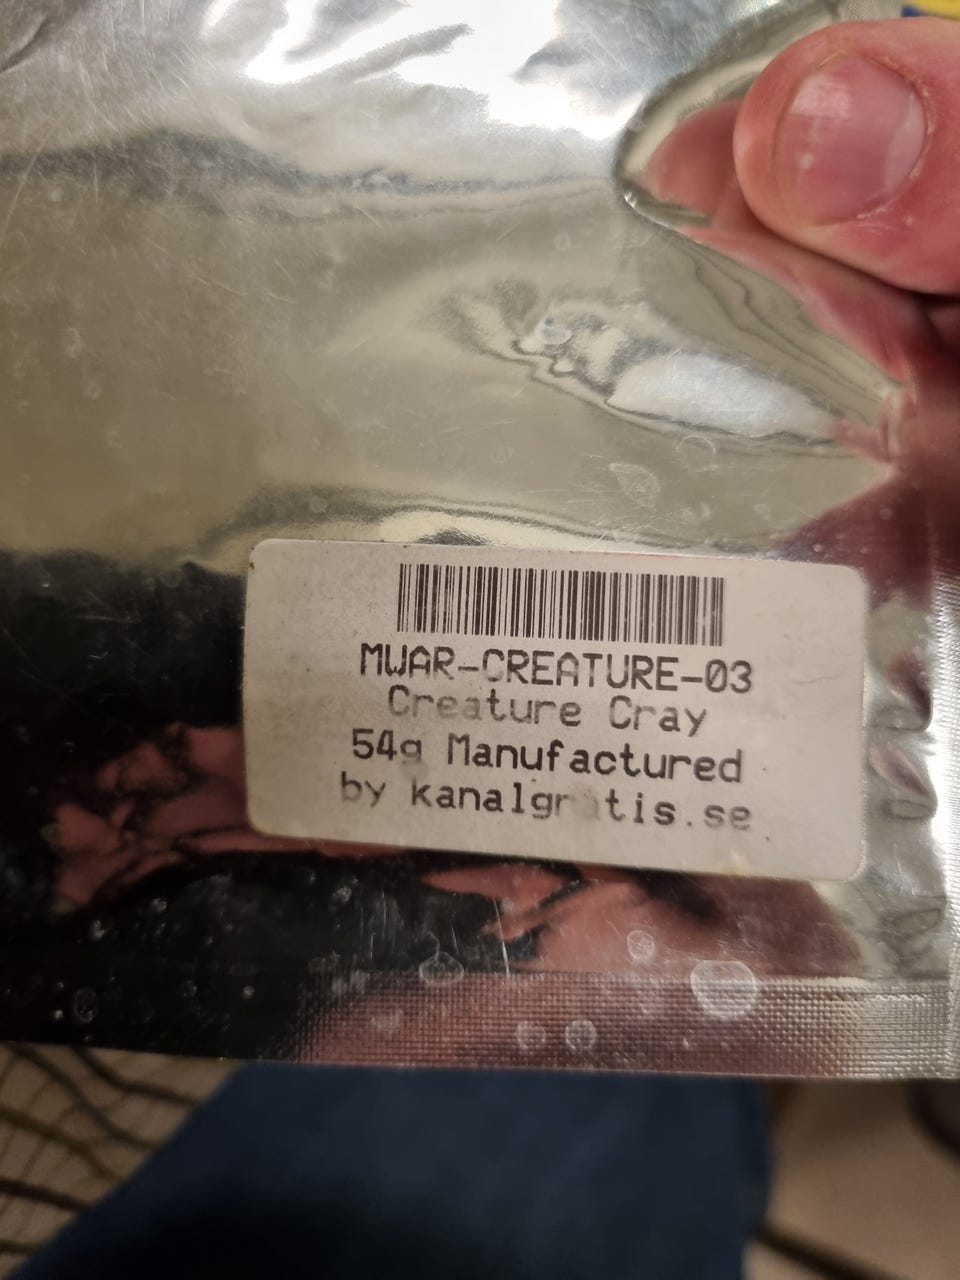 MWAR-CREATURE-03
Creature Cray
54g Manufactured
by kanalgratis.se